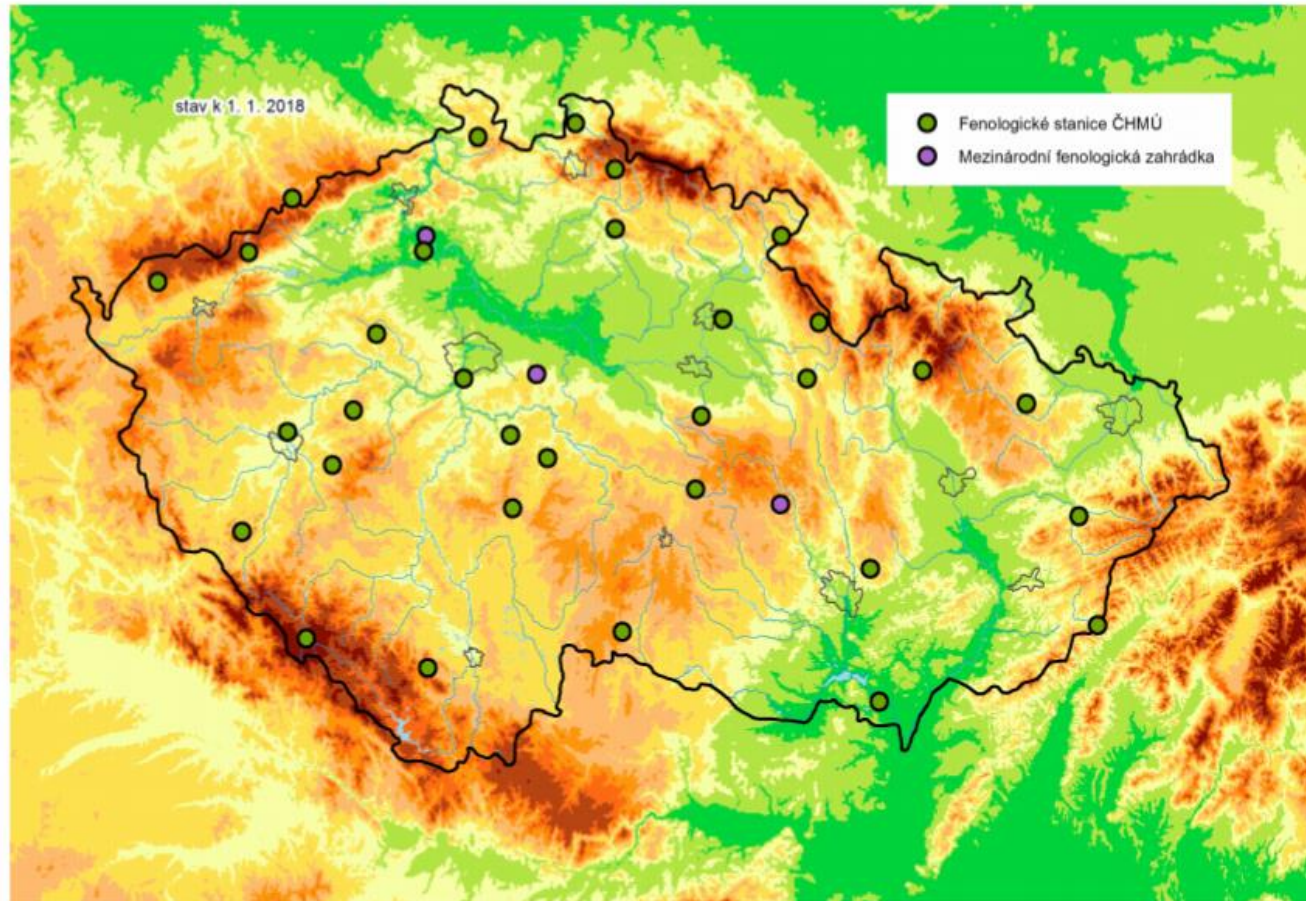 stav k 1. 1. 2018
Fenologické stanice ČHMÚ
Mezinárodní fenologická zahrádka